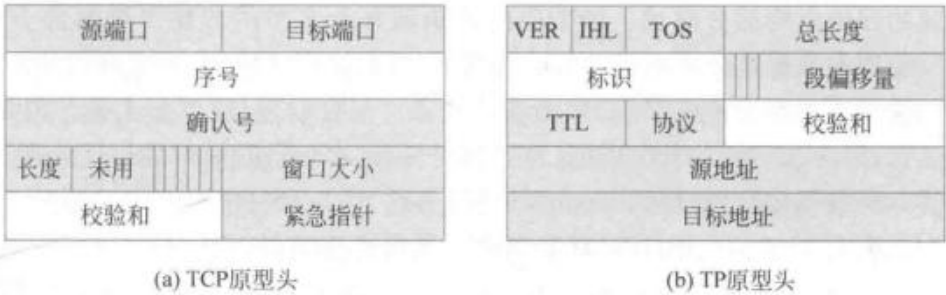 源端口 目标端口
序号
确认号
长度 未用 窗口大小
校验和 紧急指针
(a) TCP原型头
VER IHL TOS 总长度
标识 段偏移量
TTL 协议 校验和
源地址
目标地址
(b) TP原型头